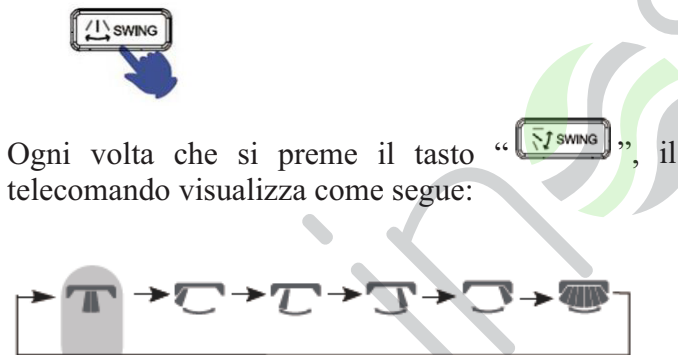 SWING
Ogni volta che si preme il tasto “ SWING ”, il
telecomando visualizza come segue: